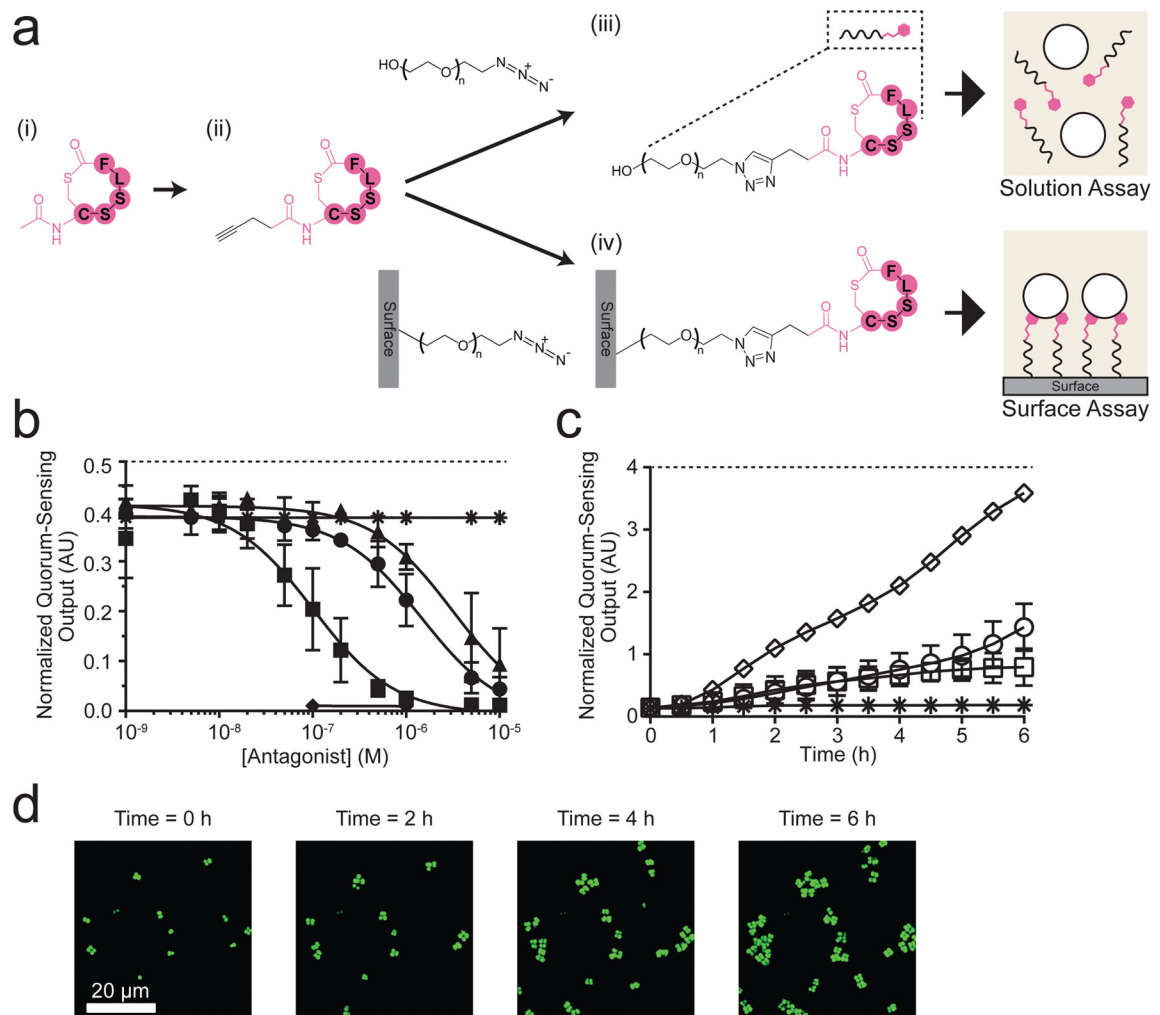 a
(i)
O
O
S
F
L
S
S
C
N
H
(ii)
O
O
S
F
L
S
S
C
N
H
HO
O
n
N
N
N
+
-
Surface
O
n
N
N
N
+
-
(iii)
HO
O
n
N
N
N
O
N
H
O
S
F
L
S
S
C
Solution Assay
(iv)
Surface
O
n
N
N
N
O
N
H
O
S
F
L
S
S
C
Surface
Surface Assay
b
Normalized Quorum-Sensing
Output (AU)
0.5
0.4
0.3
0.2
0.1
0.0
10-9
10-8
10-7
10-6
10-5
[Antagonist] (M)
c
Normalized Quorum-Sensing
Output (AU)
4
3
2
1
0
0
1
2
3
4
5
6
Time (h)
d
Time = 0 h
Time = 2 h
Time = 4 h
Time = 6 h
20 µm